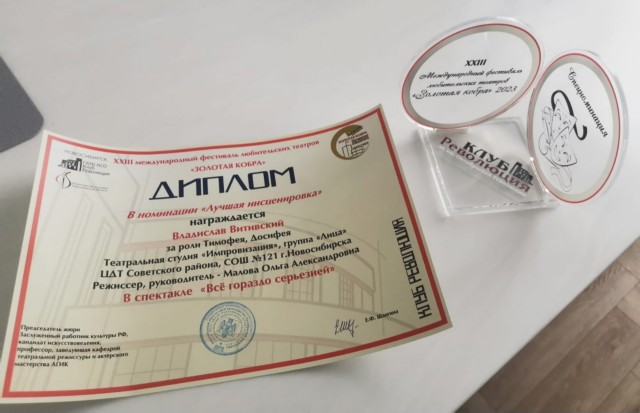 XXIII международный фестиваль любительских театров
«ЗОЛОТАЯ КОБРА»
НОВОСИБИРСК
ДИПЛОМ
В номинации «Лучшая инсценировка»
награждается
Владислав Витивский
за роли Тимофея, Досифея
Театральная студия «Импровизация», группа «Лица»
ЦДТ Советского района, СОШ №121 г.Новосибирска
Режиссер, руководитель - Малова Ольга Александровна
В спектакле «Всё гораздо серьезней»
Председатель жюри
Заслуженный работник культуры РФ,
кандидат искусствоведения,
профессор, заведующая кафедрой
театральной режиссуры и актерского
мастерства АГИК
Е.Ф. Шангина
КЛУБ РЕВОЛЮЦИЯ
XXIII
Международный фестиваль
любительских театров
«Золотая кобра» 2023
КЛУБ
Революция